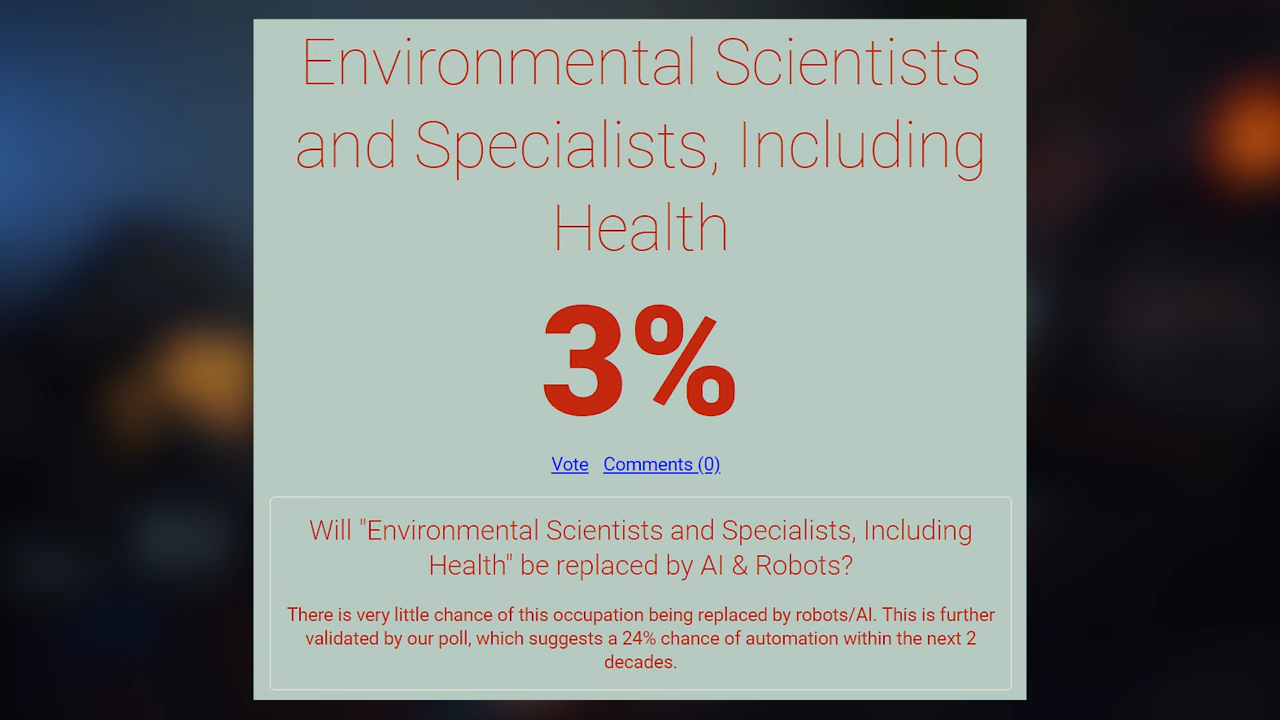 Environmental Scientists
and Specialists, Including
Health
3%
Vote Comments (0)
Will "Environmental Scientists and Specialists, Including
Health" be replaced by AI & Robots?
There is very little chance of this occupation being replaced by robots/AI. This is further
validated by our poll, which suggests a 24% chance of automation within the next 2
decades.